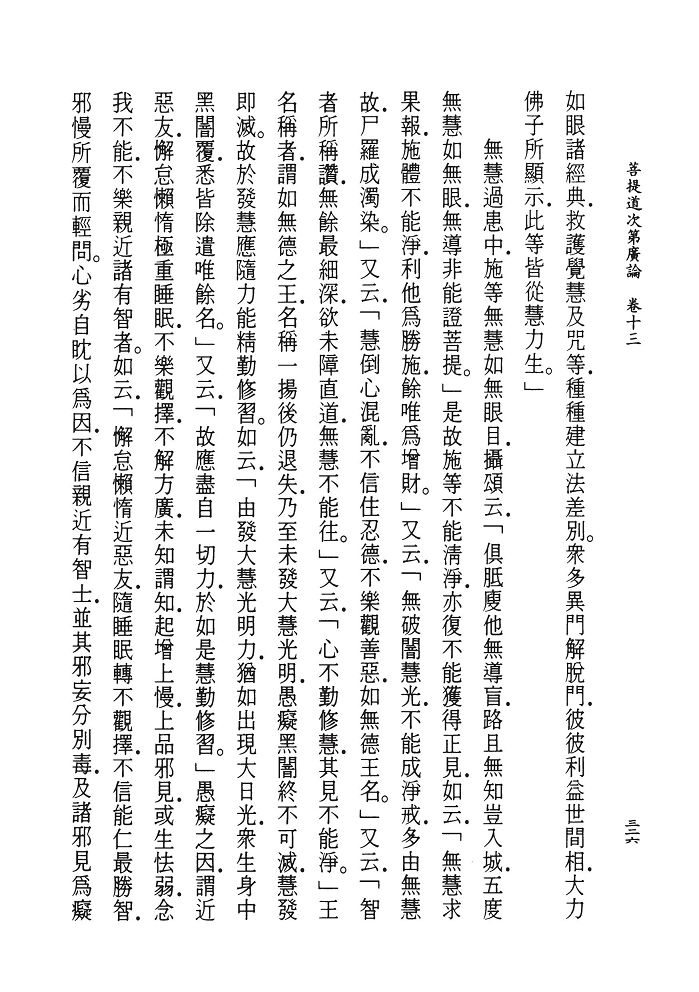 菩提道次第廣論　卷十三
三二六
如眼諸經典．救護覺慧及咒等．種種建立法差別。衆多異門解脫門．彼彼利益世間相．大力
佛子所顯示．此等皆從慧力生。」
無慧過患中．施等無慧如無眼目．攝頌云．「俱胝廋他無導盲．路且無知豈入城．五度
無慧如無眼．無導非能證菩提。」是故施等不能清淨．亦復不能獲得正見．如云．「無慧求
果報．施體不能淨．利他爲勝施．餘唯爲增財。」又云．「無破闇慧光．不能成淨戒．多由無慧
故．尸羅成濁染。」又云．「慧倒心混亂．不信住忍德．不樂觀善惡．如無德王名。」又云．「智
者所稱讚．無餘最細深．欲未障直道．無慧不能往。」又云．「心不勤修慧．其見不能淨。」王
名稱者．謂如無德之王．名稱一揚後仍退失．乃至未發大慧光明．愚癡黑闇終不可滅．慧發
即滅。故於發慧應隨力能精勤修習。如云．「由發大慧光明力．猶如出現大日光．衆生身中
黑闇覆．悉皆除遣唯餘名。」又云．「故應盡自一切力．於如是慧勤修習。」愚癡之因．謂近
惡友．懈怠懶惰．極重睡眠．不樂觀擇．不解方廣．未知謂知．起增上慢．上品邪見．或生怯弱．念
我不能．不樂親近諸有智者。如云．「懈怠懶惰近惡友．隨睡眠轉不觀擇．不信能仁最勝智．
邪慢所覆而輕問。心劣自眈以爲因．不信親近有智士．並其邪妄分別毒．及諸邪見爲癡